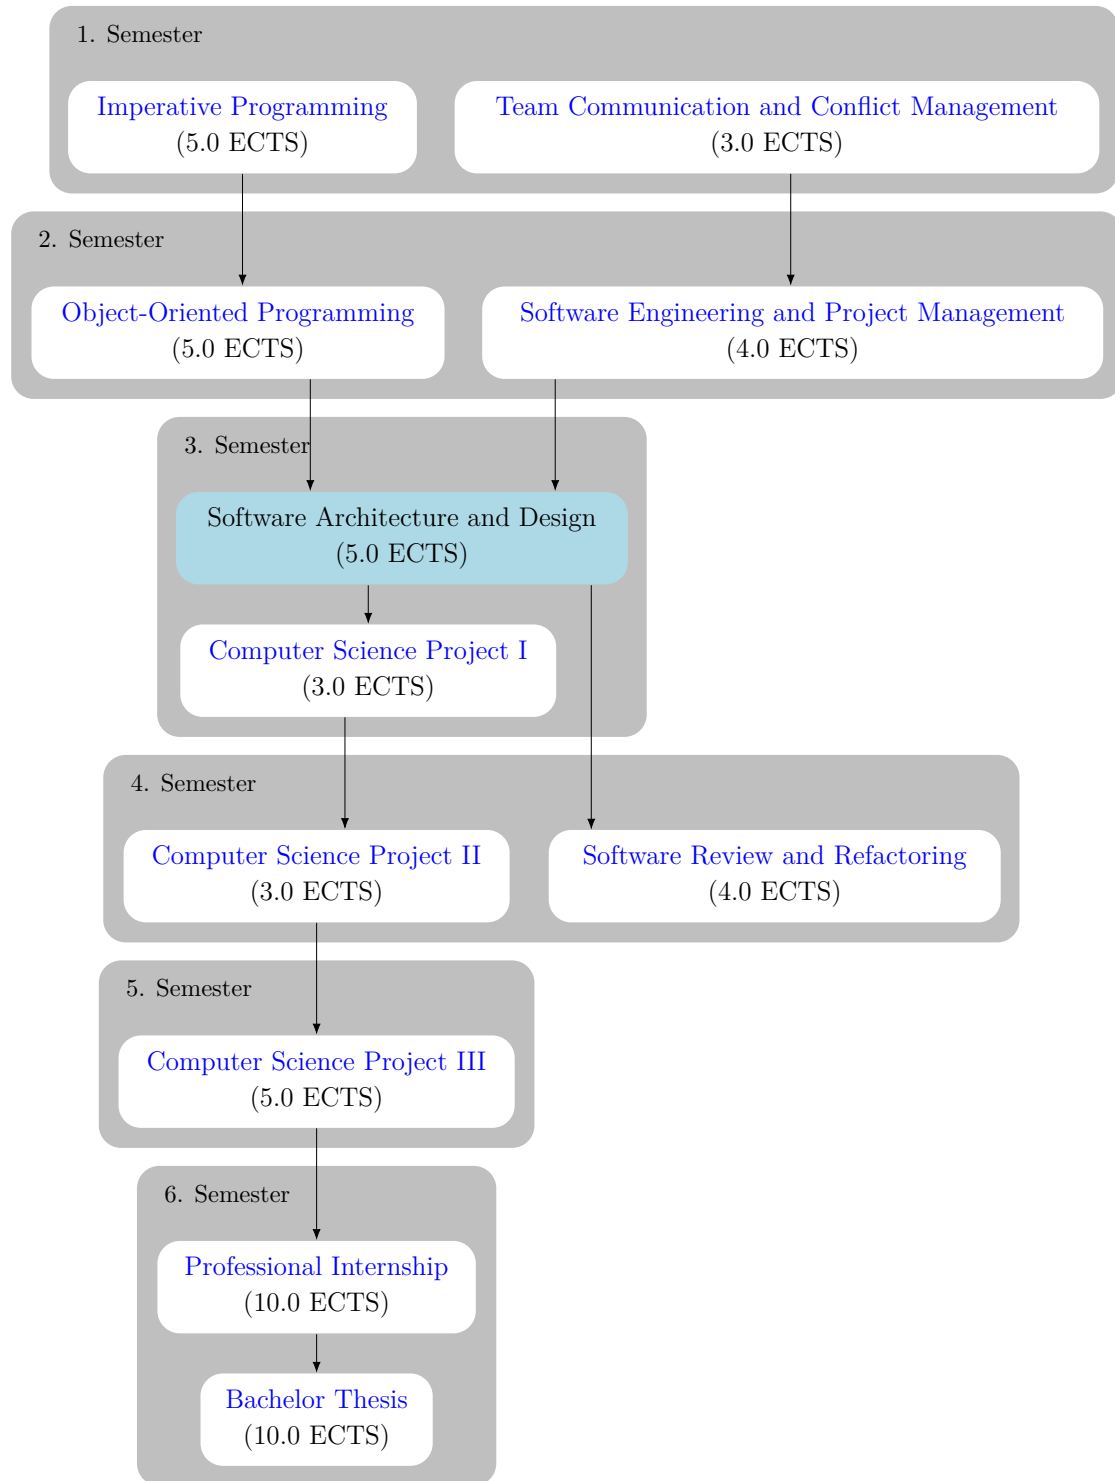 1. Semester
Imperative Programming
(5.0 ECTS)
Team Communication and Conflict Management
(3.0 ECTS)
2. Semester
Object-Oriented Programming
(5.0 ECTS)
Software Engineering and Project Management
(4.0 ECTS)
3. Semester
Software Architecture and Design
(5.0 ECTS)
Computer Science Project I
(3.0 ECTS)
4. Semester
Computer Science Project II
(3.0 ECTS)
Software Review and Refactoring
(4.0 ECTS)
5. Semester
Computer Science Project III
(5.0 ECTS)
6. Semester
Professional Internship
(10.0 ECTS)
Bachelor Thesis
(10.0 ECTS)